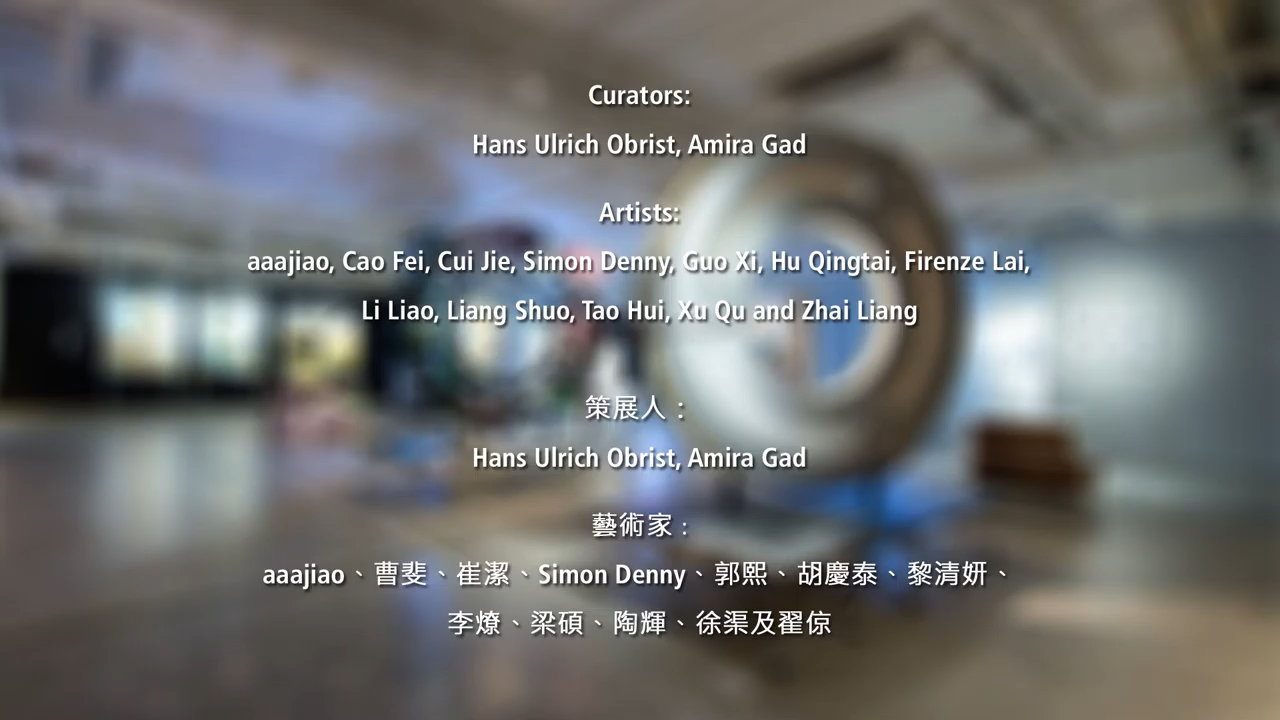 Curators:
Hans Ulrich Obrist, Amira Gad
Artists:
aaajiao, Cao Fei, Cui Jie, Simon Denny, Guo Xi, Hu Qingtai, Firenze Lai,
Li Liao, Liang Shuo, Tao Hui, Xu Qu and Zhai Liang
策展人：
Hans Ulrich Obrist, Amira Gad
藝術家：
aaajiao、曹斐、崔潔、Simon Denny、郭熙、胡慶泰、黎清妍、
李燎、梁碩、陶輝、徐渠及翟倞